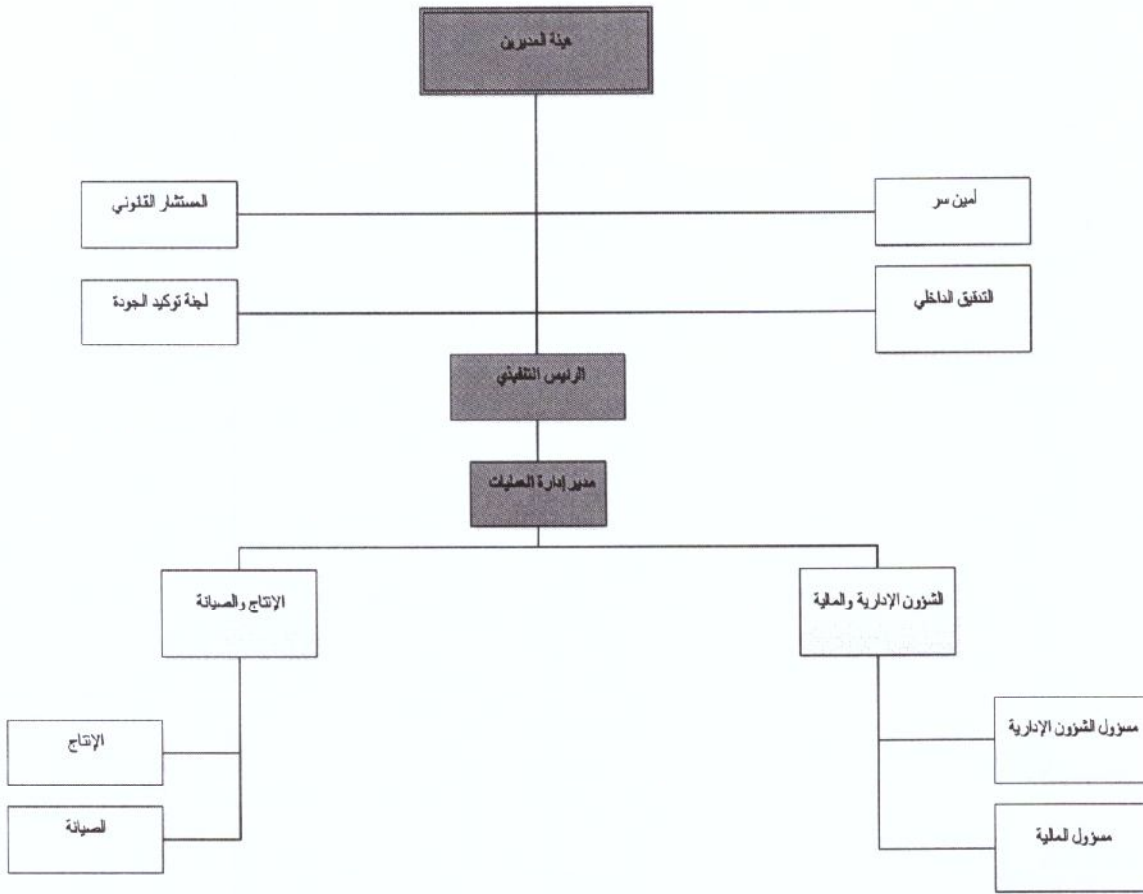 هيئة المديرين
أمين سر
المستشار القانوني
التدقيق الداخلي
لجنة توكيد الجودة
الرئيس التنفيذي
مدير إدارة العمليات
الشؤون الإدارية والمالية
الإنتاج والصيانة
مسؤول الشؤون الإدارية
الإنتاج
مسؤول المالية
الصيانة